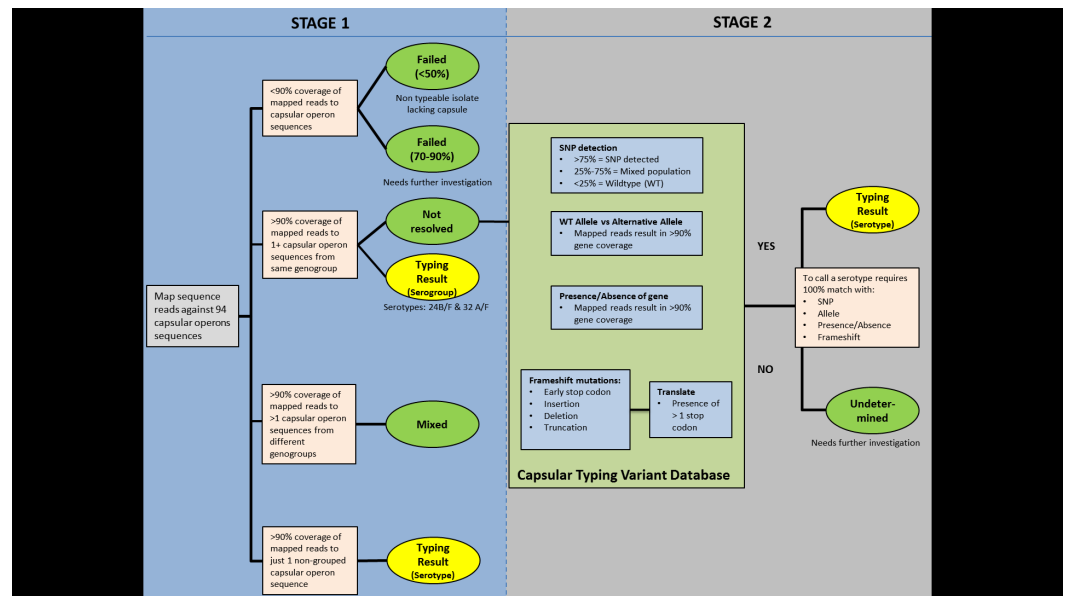 STAGE 1
STAGE 2
Map sequence
reads against 94
capsular operons
sequences
<90% coverage of
mapped reads to
capsular operon
sequences
Failed
(<50%)
Non typeable isolate
lacking capsule
Failed
(70-90%)
Needs further investigation
>90% coverage of
mapped reads to
1+ capsular operon
sequences from
same genogroup
Not
resolved
Typing
Result
(Serogroup)
Serotypes: 24B/F & 32 A/F
>90% coverage of
mapped reads to
>1 capsular operon
sequences from
different
genogroups
Mixed
>90% coverage of
mapped reads to
just 1 non-grouped
capsular operon
sequence
Typing
Result
(Serotype)
SNP detection
• >75% = SNP detected
• 25%-75% = Mixed population
• <25% = Wildtype (WT)
WT Allele vs Alternative Allele
• Mapped reads result in >90%
gene coverage
Presence/Absence of gene
• Mapped reads result in >90%
gene coverage
Frameshift mutations:
• Early stop codon
• Insertion
• Deletion
• Truncation
Translate
• Presence of
> 1 stop
codon
Capsular Typing Variant Database
YES
NO
Typing
Result
(Serotype)
To call a serotype requires
100% match with:
• SNP
• Allele
• Presence/Absence
• Frameshift
Undeter-
mined
Needs further investigation